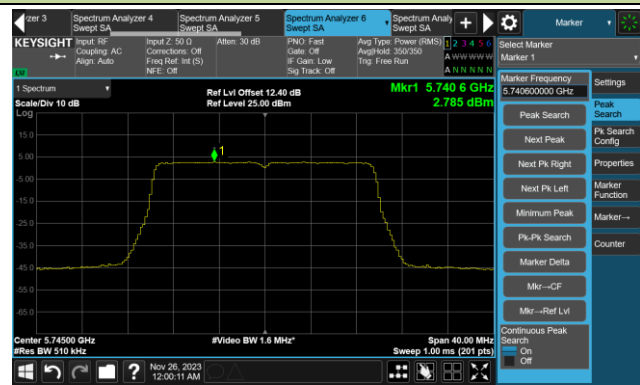 zer 3
Spectrum Analyzer 4
Swept SA
Spectrum Analyzer 5
Swept SA
Spectrum Analyzer 6
Swept SA
Spectrum Analy
Swept SA
Marker
KEYSIGHT
Input: RF
Coupling: AC
Align: Auto
Input Z: 50 Ω
Corrections: Off
Freq Ref: Int (S)
NFE: Off
Atten: 30 dB
PNO: Fast
Gate: Off
IF Gain: Low
Sig Track: Off
Avg Type: Power (RMS)
Avg|Hold: 350/350
Trig: Free Run
1 2 3 4 5 6
A W W W W W
A N N N N N
Select Marker
Marker 1
LXI
1 Spectrum
Scale/Div 10 dB
Log
Ref Lvl Offset 12.40 dB
Ref Level 25.00 dBm
Mkr1 5.740 6 GHz
2.785 dBm
15.0
5.00
-5.00
-15.0
-25.0
-35.0
-45.0
-55.0
-65.0
1
Center 5.74500 GHz
#Res BW 510 kHz
#Video BW 1.6 MHz*
Span 40.00 MHz
Sweep 1.00 ms (201 pts)
Marker Frequency
5.740600000 GHz
Peak Search
Next Peak
Next Pk Right
Next Pk Left
Minimum Peak
Pk-Pk Search
Marker Delta
Mkr→CF
Mkr→Ref Lvl
Continuous Peak
Search
On
Off
Settings
Peak
Search
Pk Search
Config
Properties
Marker
Function
Marker→
Counter
?
Nov 26, 2023
12:00:11 AM